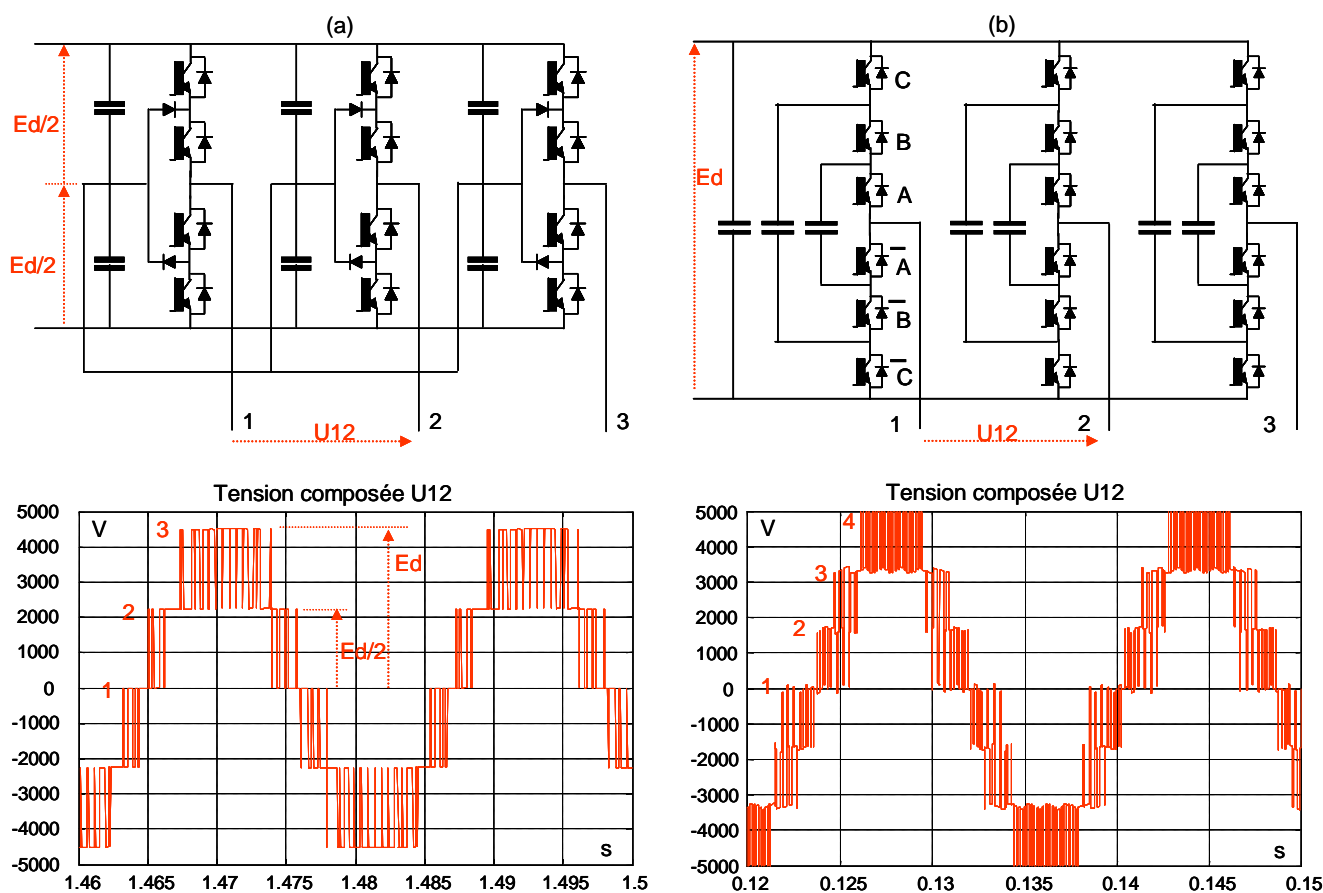 (a)
Ed/2
Ed/2
1
2
3
U12
(b)
Ed
C
B
A
A̅
B̅
C̅
1
2
3
U12
Tension composée U12
5000
4000
3000
2000
1000
0
-1000
-2000
-3000
-4000
-5000
V
3
2
1
Ed
Ed/2
s
1.46 1.465 1.47 1.475 1.48 1.485 1.49 1.495 1.5
Tension composée U12
5000
4000
3000
2000
1000
0
-1000
-2000
-3000
-4000
-5000
V
4
3
2
1
s
0.12 0.125 0.13 0.135 0.14 0.145 0.15